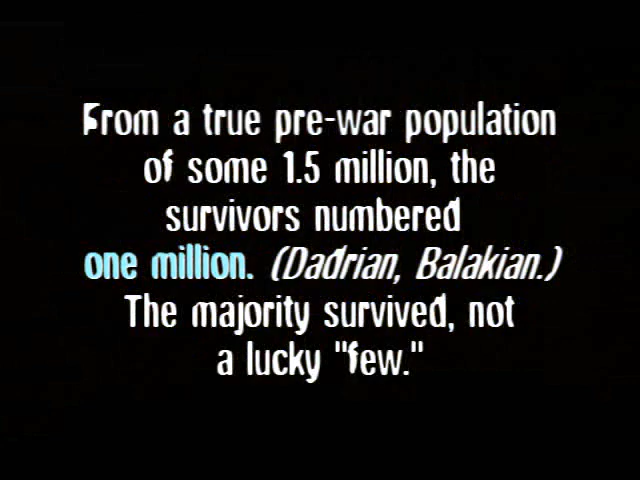 From a true pre-war population
of some 1.5 million, the
survivors numbered
one million. (Dadrian, Balakian.)
The majority survived, not
a lucky "few."